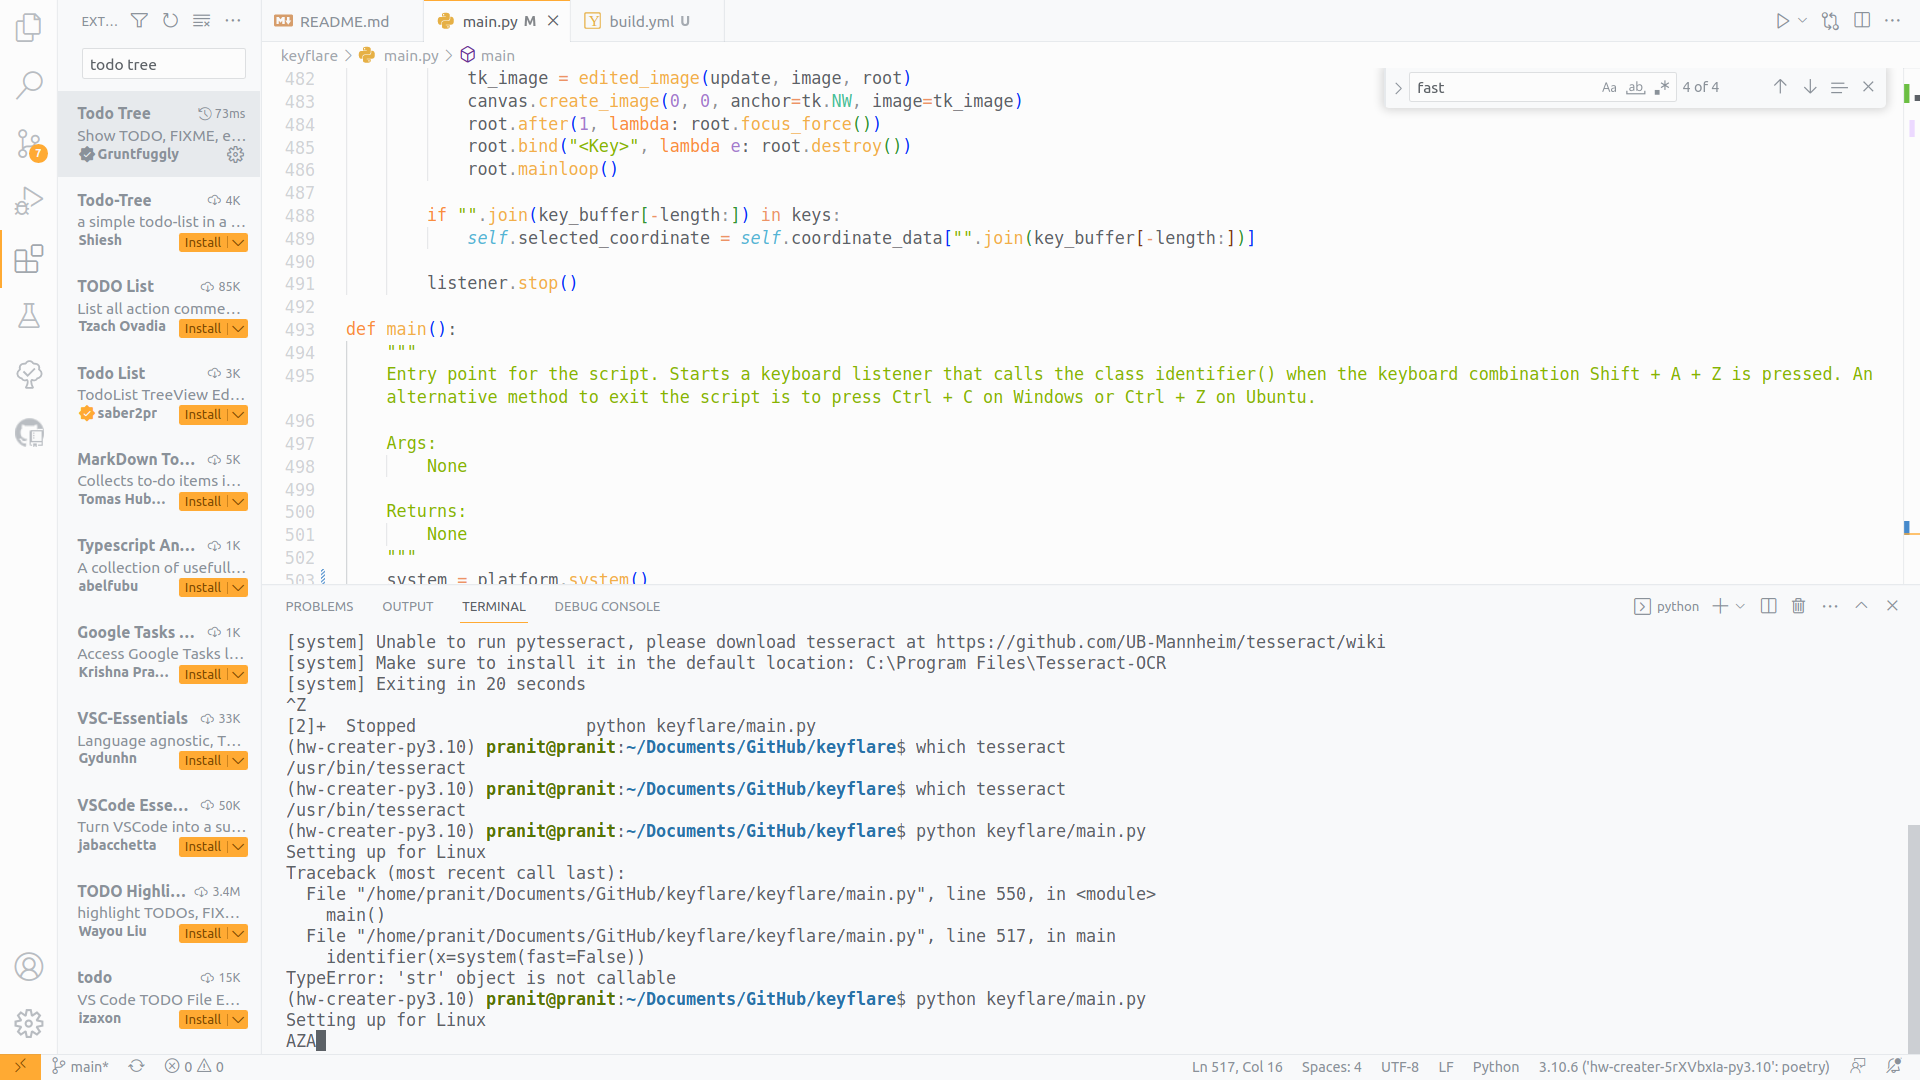 EXT...
todo tree
Todo Tree 73ms
Show TODO, FIXME, e...
Gruntfuggly
Todo-Tree 4K
a simple todo-list in a ...
Shiesh Install
TODO List 85K
List all action comme...
Tzach Ovadia Install
Todo List 3K
TodoList TreeView Ed...
saber2pr Install
MarkDown To... 5K
Collects to-do items i...
Tomas Hub... Install
Typescript An... 1K
A collection of usefull...
abelfubu Install
Google Tasks ... 1K
Access Google Tasks l...
Krishna Pra... Install
VSC-Essentials 33K
Language agnostic, T...
Gydunhn Install
VSCode Esse... 50K
Turn VSCode into a su...
jabacchetta Install
TODO Highli... 3.4M
highlight TODOs, FIX...
Wayou Liu Install
todo 15K
VS Code TODO File E...
izaxon Install
7
README.md
main.py M
build.yml U
keyflare > main.py > main
fast Aa ab .* 4 of 4
482 tk_image = edited_image(update, image, root)
483 canvas.create_image(0, 0, anchor=tk.NW, image=tk_image)
484 root.after(1, lambda: root.focus_force())
485 root.bind("<Key>", lambda e: root.destroy())
486 root.mainloop()
487
488 if "".join(key_buffer[-length:]) in keys:
489 self.selected_coordinate = self.coordinate_data["".join(key_buffer[-length:])]
490
491 listener.stop()
492
493 def main():
494 """
495 Entry point for the script. Starts a keyboard listener that calls the class identifier() when the keyboard combination Shift + A + Z is pressed. An
alternative method to exit the script is to press Ctrl + C on Windows or Ctrl + Z on Ubuntu.
496
497 Args:
498 None
499
500 Returns:
501 None
502 """
503 system = platform.system()
PROBLEMS OUTPUT TERMINAL DEBUG CONSOLE
python
[system] Unable to run pytesseract, please download tesseract at https://github.com/UB-Mannheim/tesseract/wiki
[system] Make sure to install it in the default location: C:\Program Files\Tesseract-OCR
[system] Exiting in 20 seconds
^Z
[2]+  Stopped                 python keyflare/main.py
(hw-creater-py3.10) pranit@pranit:~/Documents/GitHub/keyflare$ which tesseract
/usr/bin/tesseract
(hw-creater-py3.10) pranit@pranit:~/Documents/GitHub/keyflare$ which tesseract
/usr/bin/tesseract
(hw-creater-py3.10) pranit@pranit:~/Documents/GitHub/keyflare$ python keyflare/main.py
Setting up for Linux
Traceback (most recent call last):
File "/home/pranit/Documents/GitHub/keyflare/keyflare/main.py", line 550, in <module>
main()
File "/home/pranit/Documents/GitHub/keyflare/keyflare/main.py", line 517, in main
identifier(x=system(fast=False))
TypeError: 'str' object is not callable
(hw-creater-py3.10) pranit@pranit:~/Documents/GitHub/keyflare$ python keyflare/main.py
Setting up for Linux
AZA
main* 0 0 Ln 517, Col 16 Spaces: 4 UTF-8 LF Python 3.10.6 ('hw-creater-5rXVbxIa-py3.10': poetry)